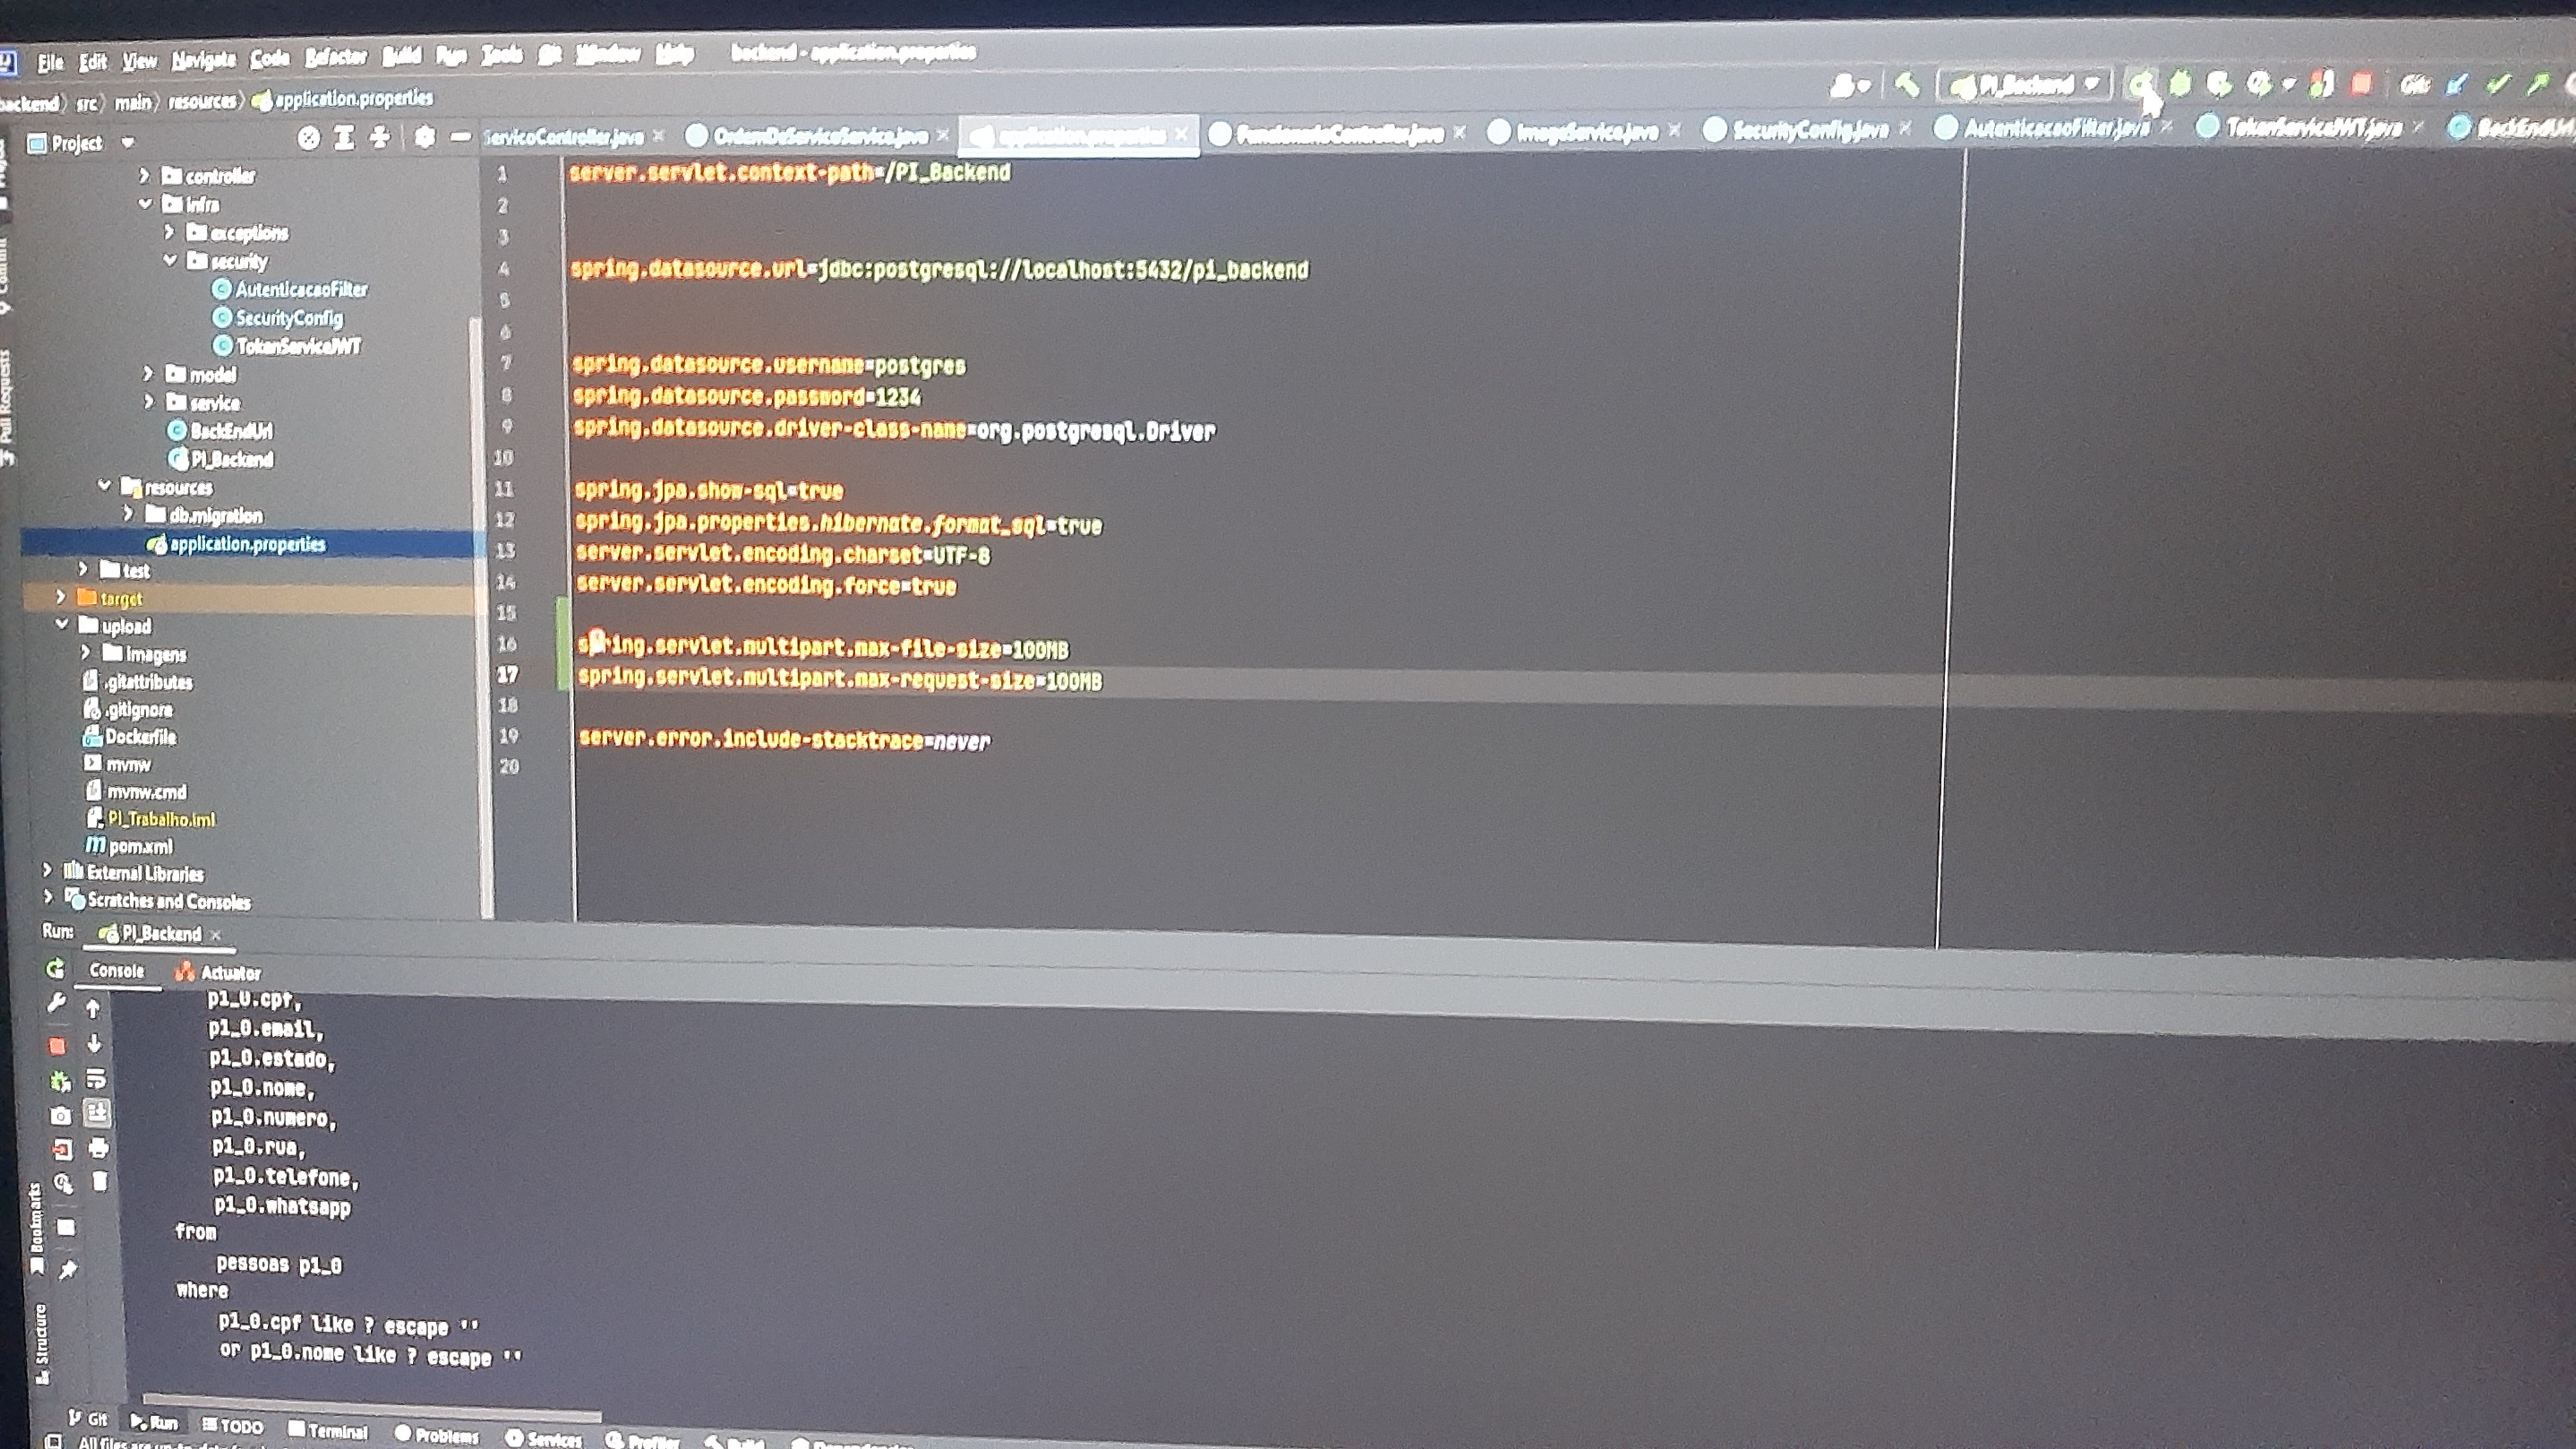 File Edit View Navigate Code Refactor Build Run Tools Git Window Help backend - application.properties
backend src main resources application.properties
PI_Backend Git:
Project
ServicoController.java OrdemDeServicoService.java application.properties FuncionarioController.java ImageService.java SecurityConfig.java AutenticacaoFilter.java TokenServiceJWT.java BackEndUrl
controller
infra
exceptions
security
AutenticacaoFilter
SecurityConfig
TokenServiceJWT
model
service
BackEndUrl
PI_Backend
resources
db.migration
application.properties
test
target
upload
imagens
.gitattributes
.gitignore
Dockerfile
mvnw
mvnw.cmd
PI_Trabalho.iml
pom.xml
External Libraries
Scratches and Consoles
Pull Requests
1 server.servlet.context-path=/PI_Backend
2
3
4 spring.datasource.url=jdbc:postgresql://localhost:5432/pi_backend
5
6
7 spring.datasource.username=postgres
8 spring.datasource.password=1234
9 spring.datasource.driver-class-name=org.postgresql.Driver
10
11 spring.jpa.show-sql=true
12 spring.jpa.properties.hibernate.format_sql=true
13 server.servlet.encoding.charset=UTF-8
14 server.servlet.encoding.force=true
15
16 spring.servlet.multipart.max-file-size=100MB
17 spring.servlet.multipart.max-request-size=100MB
18
19 server.error.include-stacktrace=never
20
Run: PI_Backend
Console Actuator
p1_0.cpf,
p1_0.email,
p1_0.estado,
p1_0.nome,
p1_0.numero,
p1_0.rua,
p1_0.telefone,
p1_0.whatsapp
from
pessoas p1_0
where
p1_0.cpf like ? escape ''
or p1_0.nome like ? escape ''
Bookmarks
Structure
Git Run TODO Terminal Problems Services Profiler Build
All files are